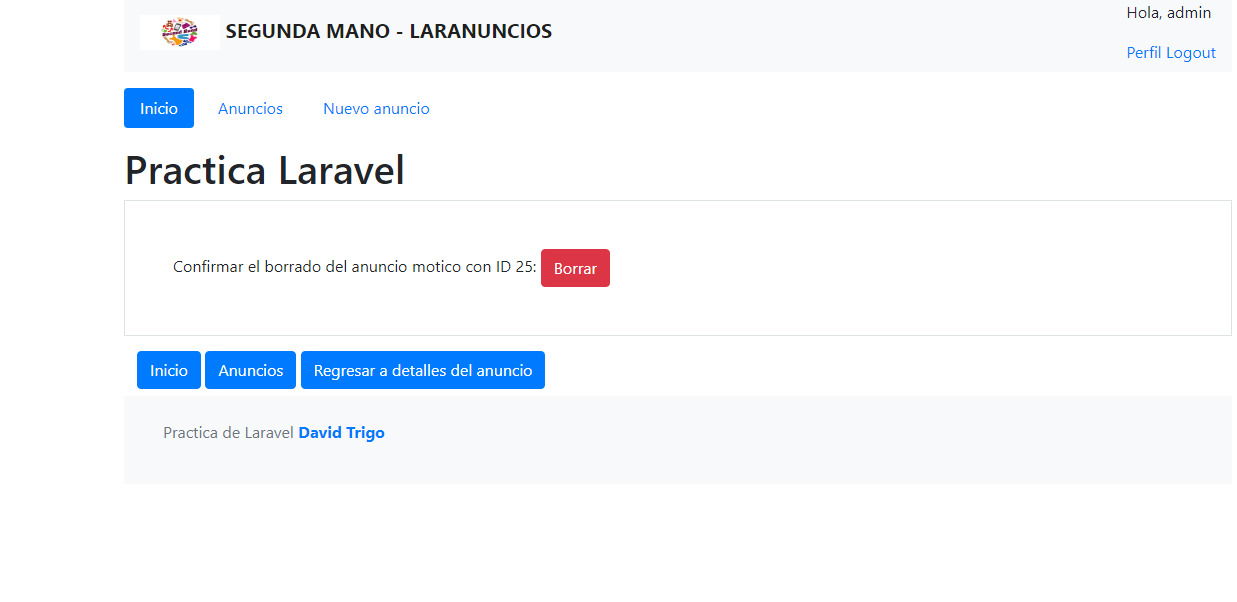 SEGUNDA MANO - LARANUNCIOS
Hola, admin
Perfil Logout
Inicio Anuncios Nuevo anuncio
Practica Laravel
Confirmar el borrado del anuncio motico con ID 25: Borrar
Inicio Anuncios Regresar a detalles del anuncio
Practica de Laravel David Trigo